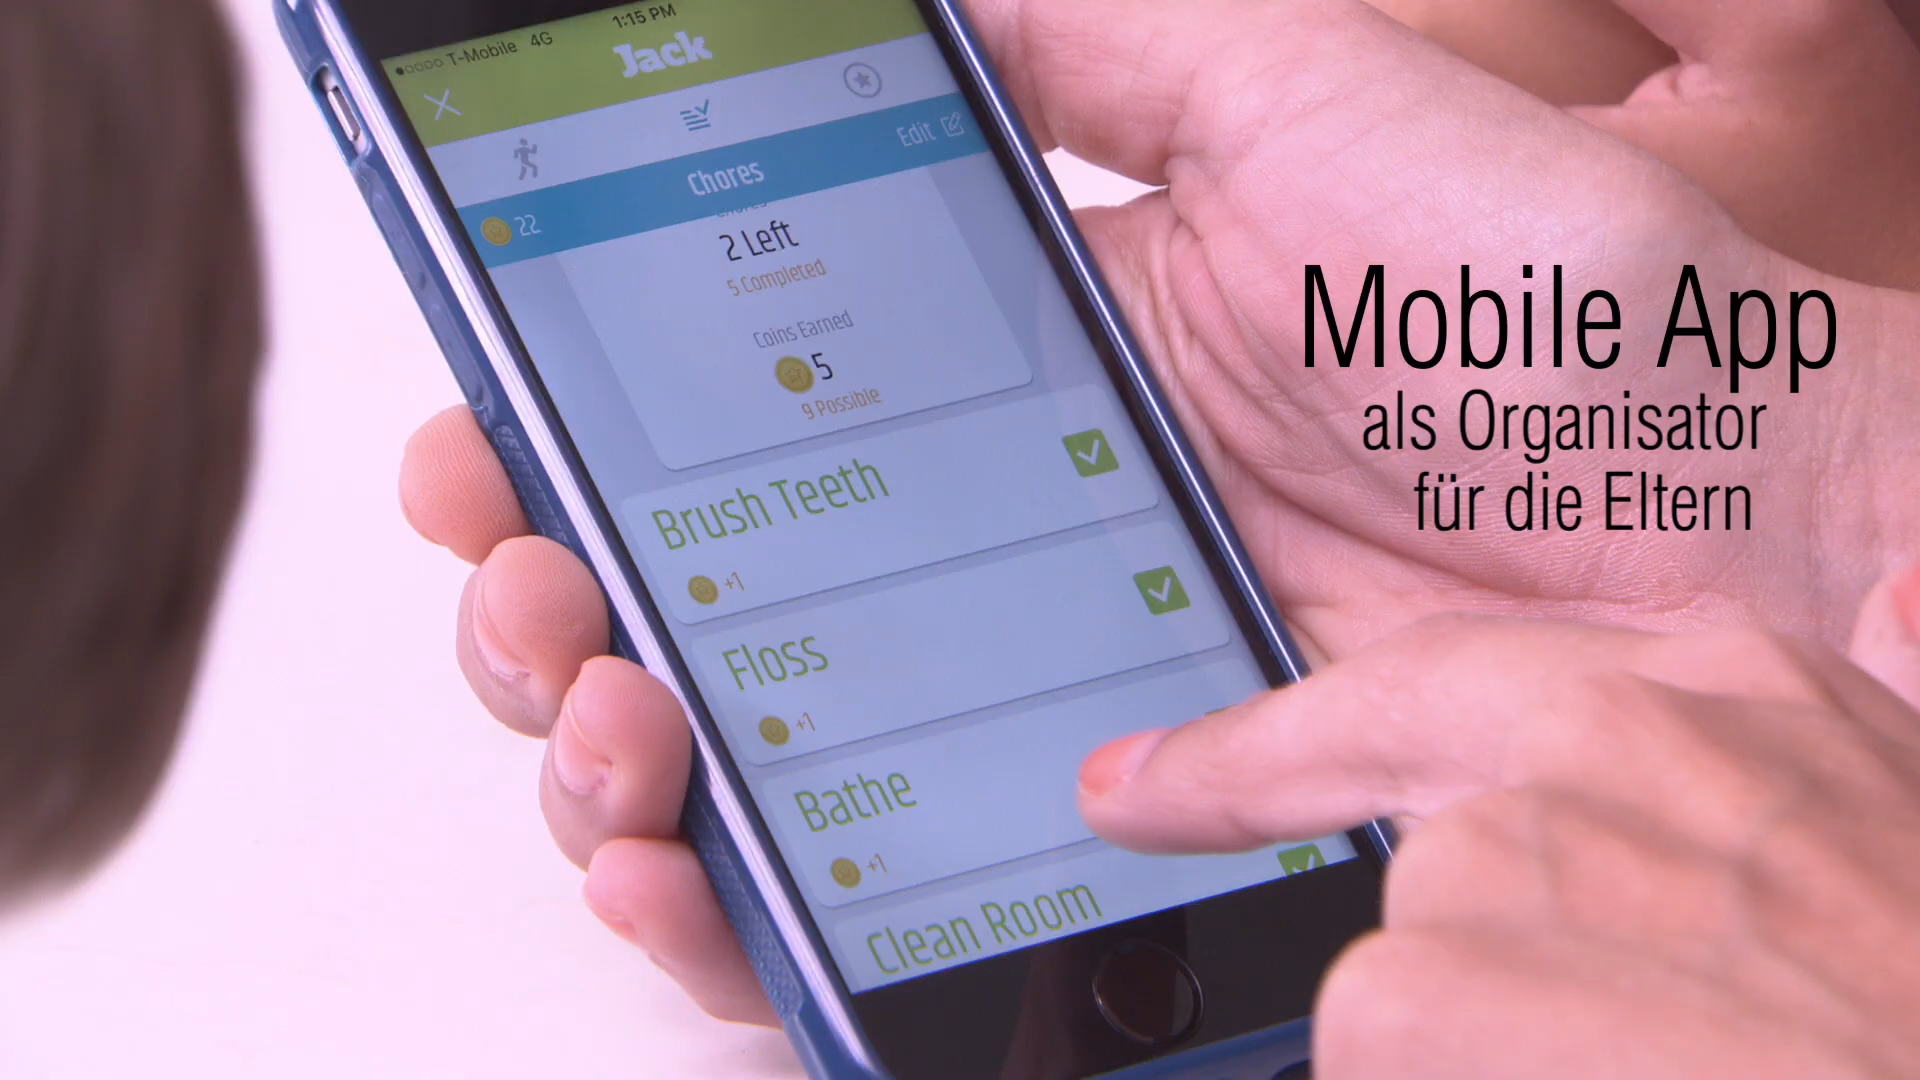 1:15 PM
T-Mobile 4G
Jack
Edit
Chores
22
2 Left
5 Completed
Coins Earned
5
9 Possible
Brush Teeth
+1
Floss
+1
Bathe
+1
Clean Room
Mobile App
als Organisator
für die Eltern